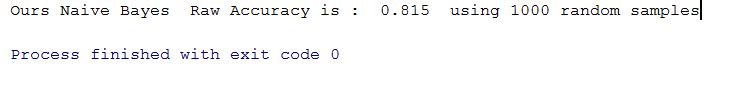 Ours Naive Bayes  Raw Accuracy is :  0.815  using 1000 random samples
Process finished with exit code 0